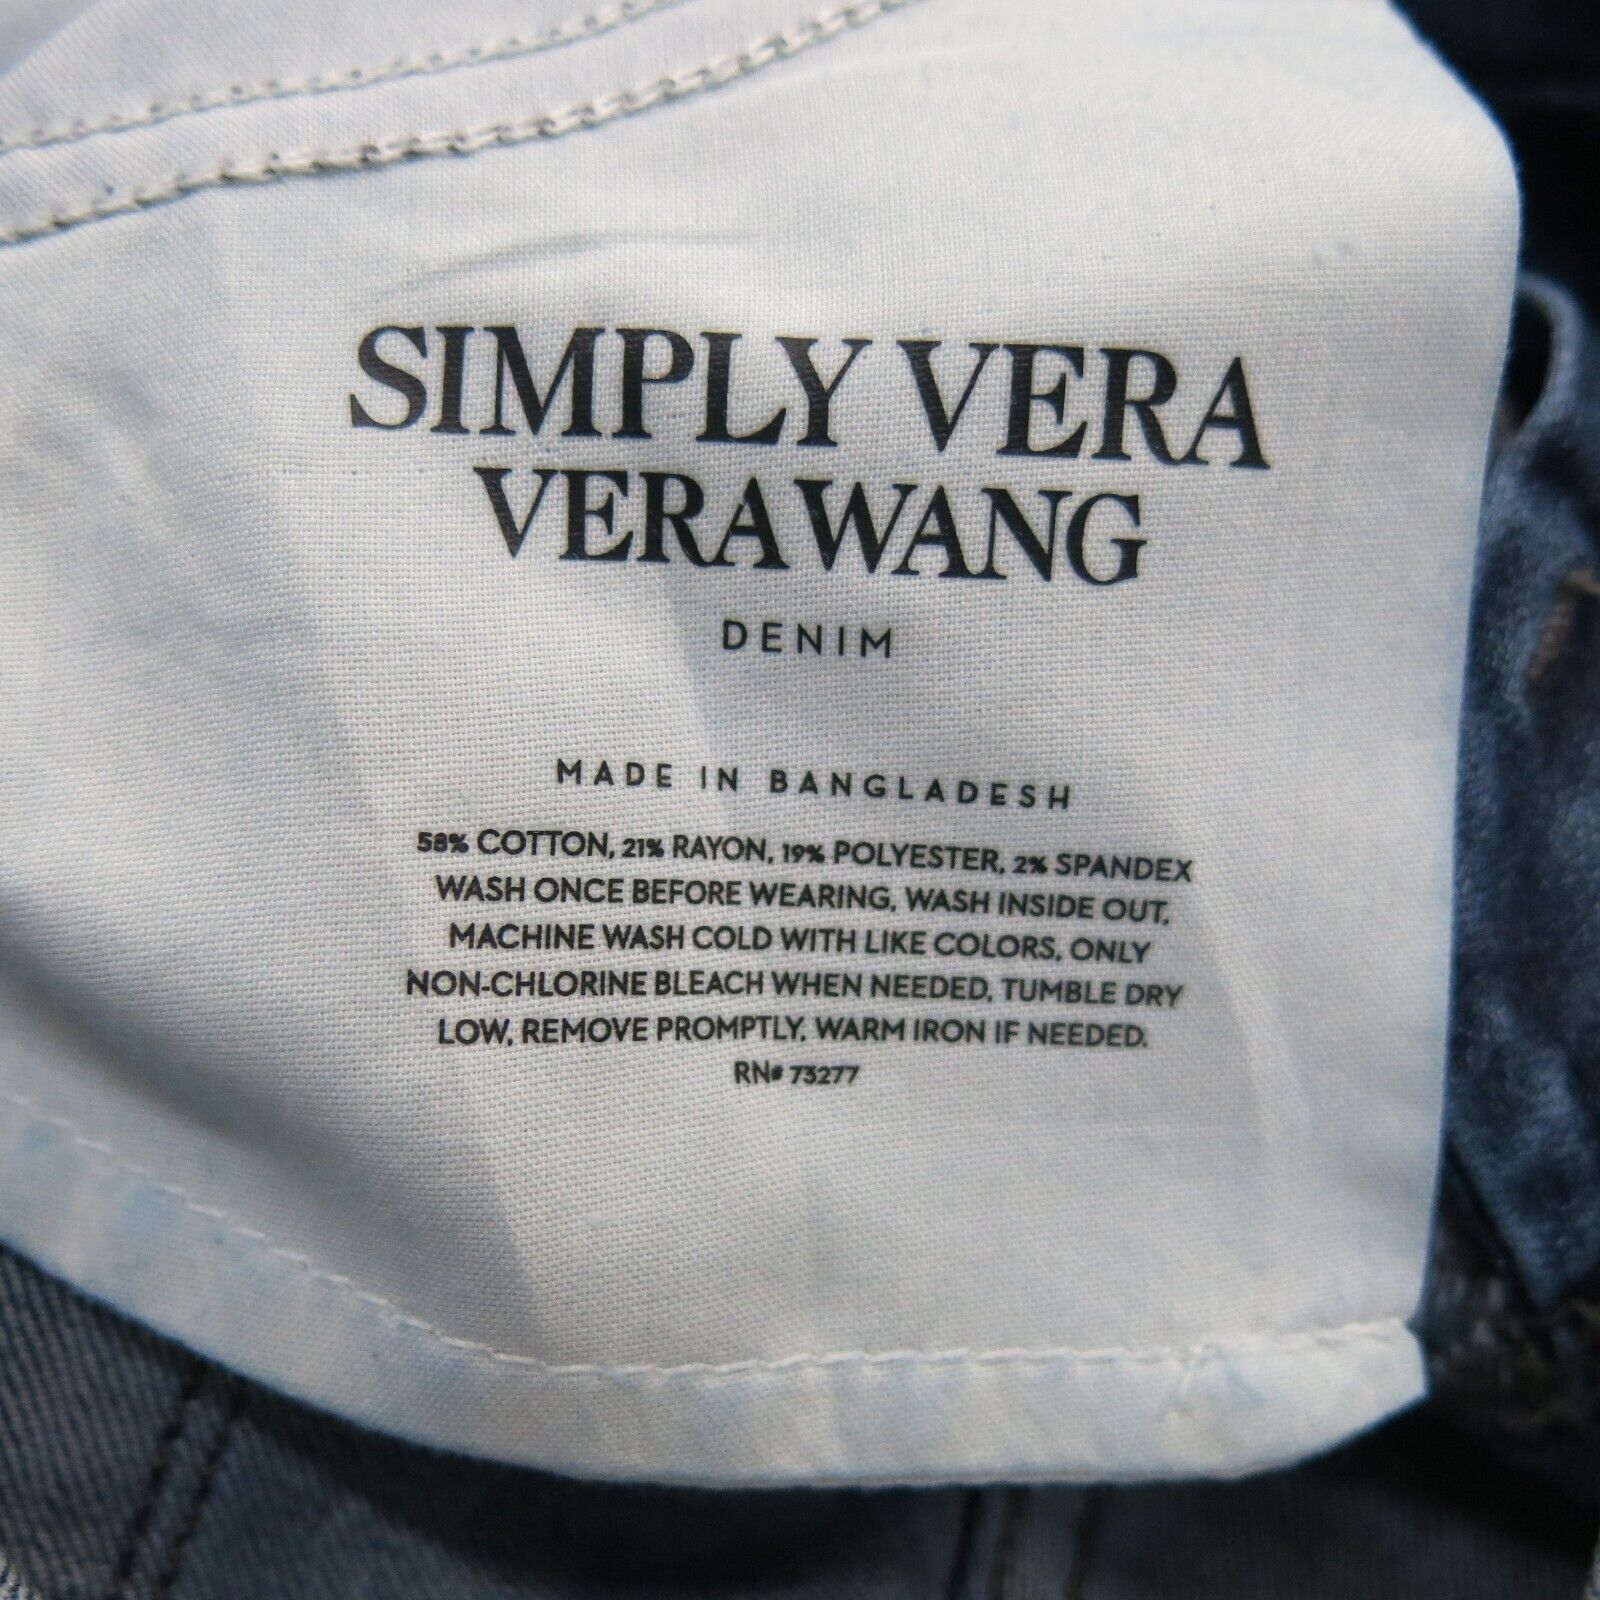 SIMPLY VERA
VERA WANG
DENIM
MADE IN BANGLADESH
58% COTTON, 21% RAYON, 19% POLYESTER, 2% SPANDEX
WASH ONCE BEFORE WEARING, WASH INSIDE OUT,
MACHINE WASH COLD WITH LIKE COLORS, ONLY
NON-CHLORINE BLEACH WHEN NEEDED, TUMBLE DRY
LOW, REMOVE PROMPTLY, WARM IRON IF NEEDED.
RN# 73277